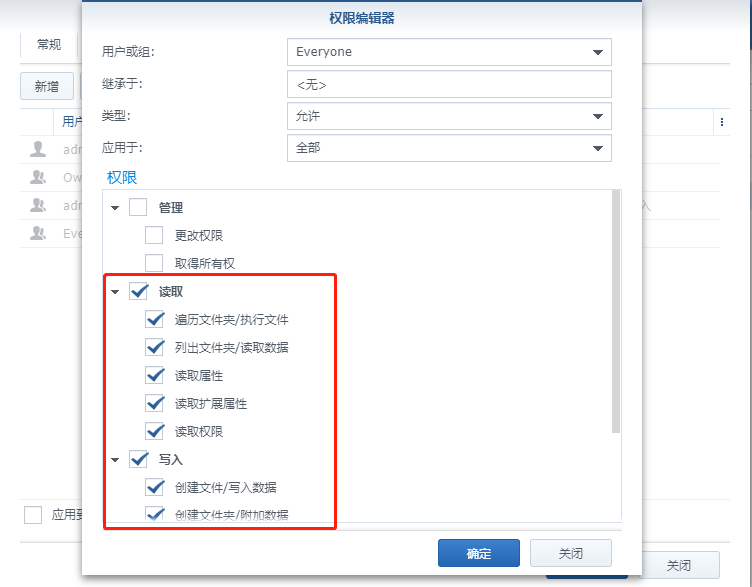 权限编辑器
常规
用户或组: Everyone
继承于: <无>
新增
类型: 允许
用户
应用于: 全部
adm
权限
Ow
管理
adm
更改权限
Eve
取得所有权
读取
遍历文件夹/执行文件
列出文件夹/读取数据
读取属性
读取扩展属性
读取权限
写入
创建文件/写入数据
应用到
创建文件夹/附加数据
确定 关闭
关闭